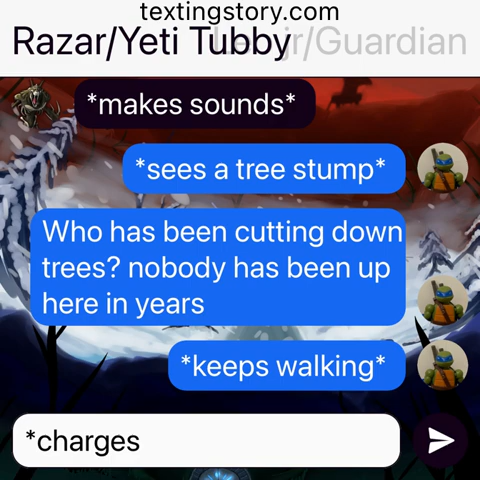 textingstory.com
Razar/Yeti Tubby /Guardian
*makes sounds*
*sees a tree stump*
Who has been cutting down
trees? nobody has been up
here in years
*keeps walking*
*charges